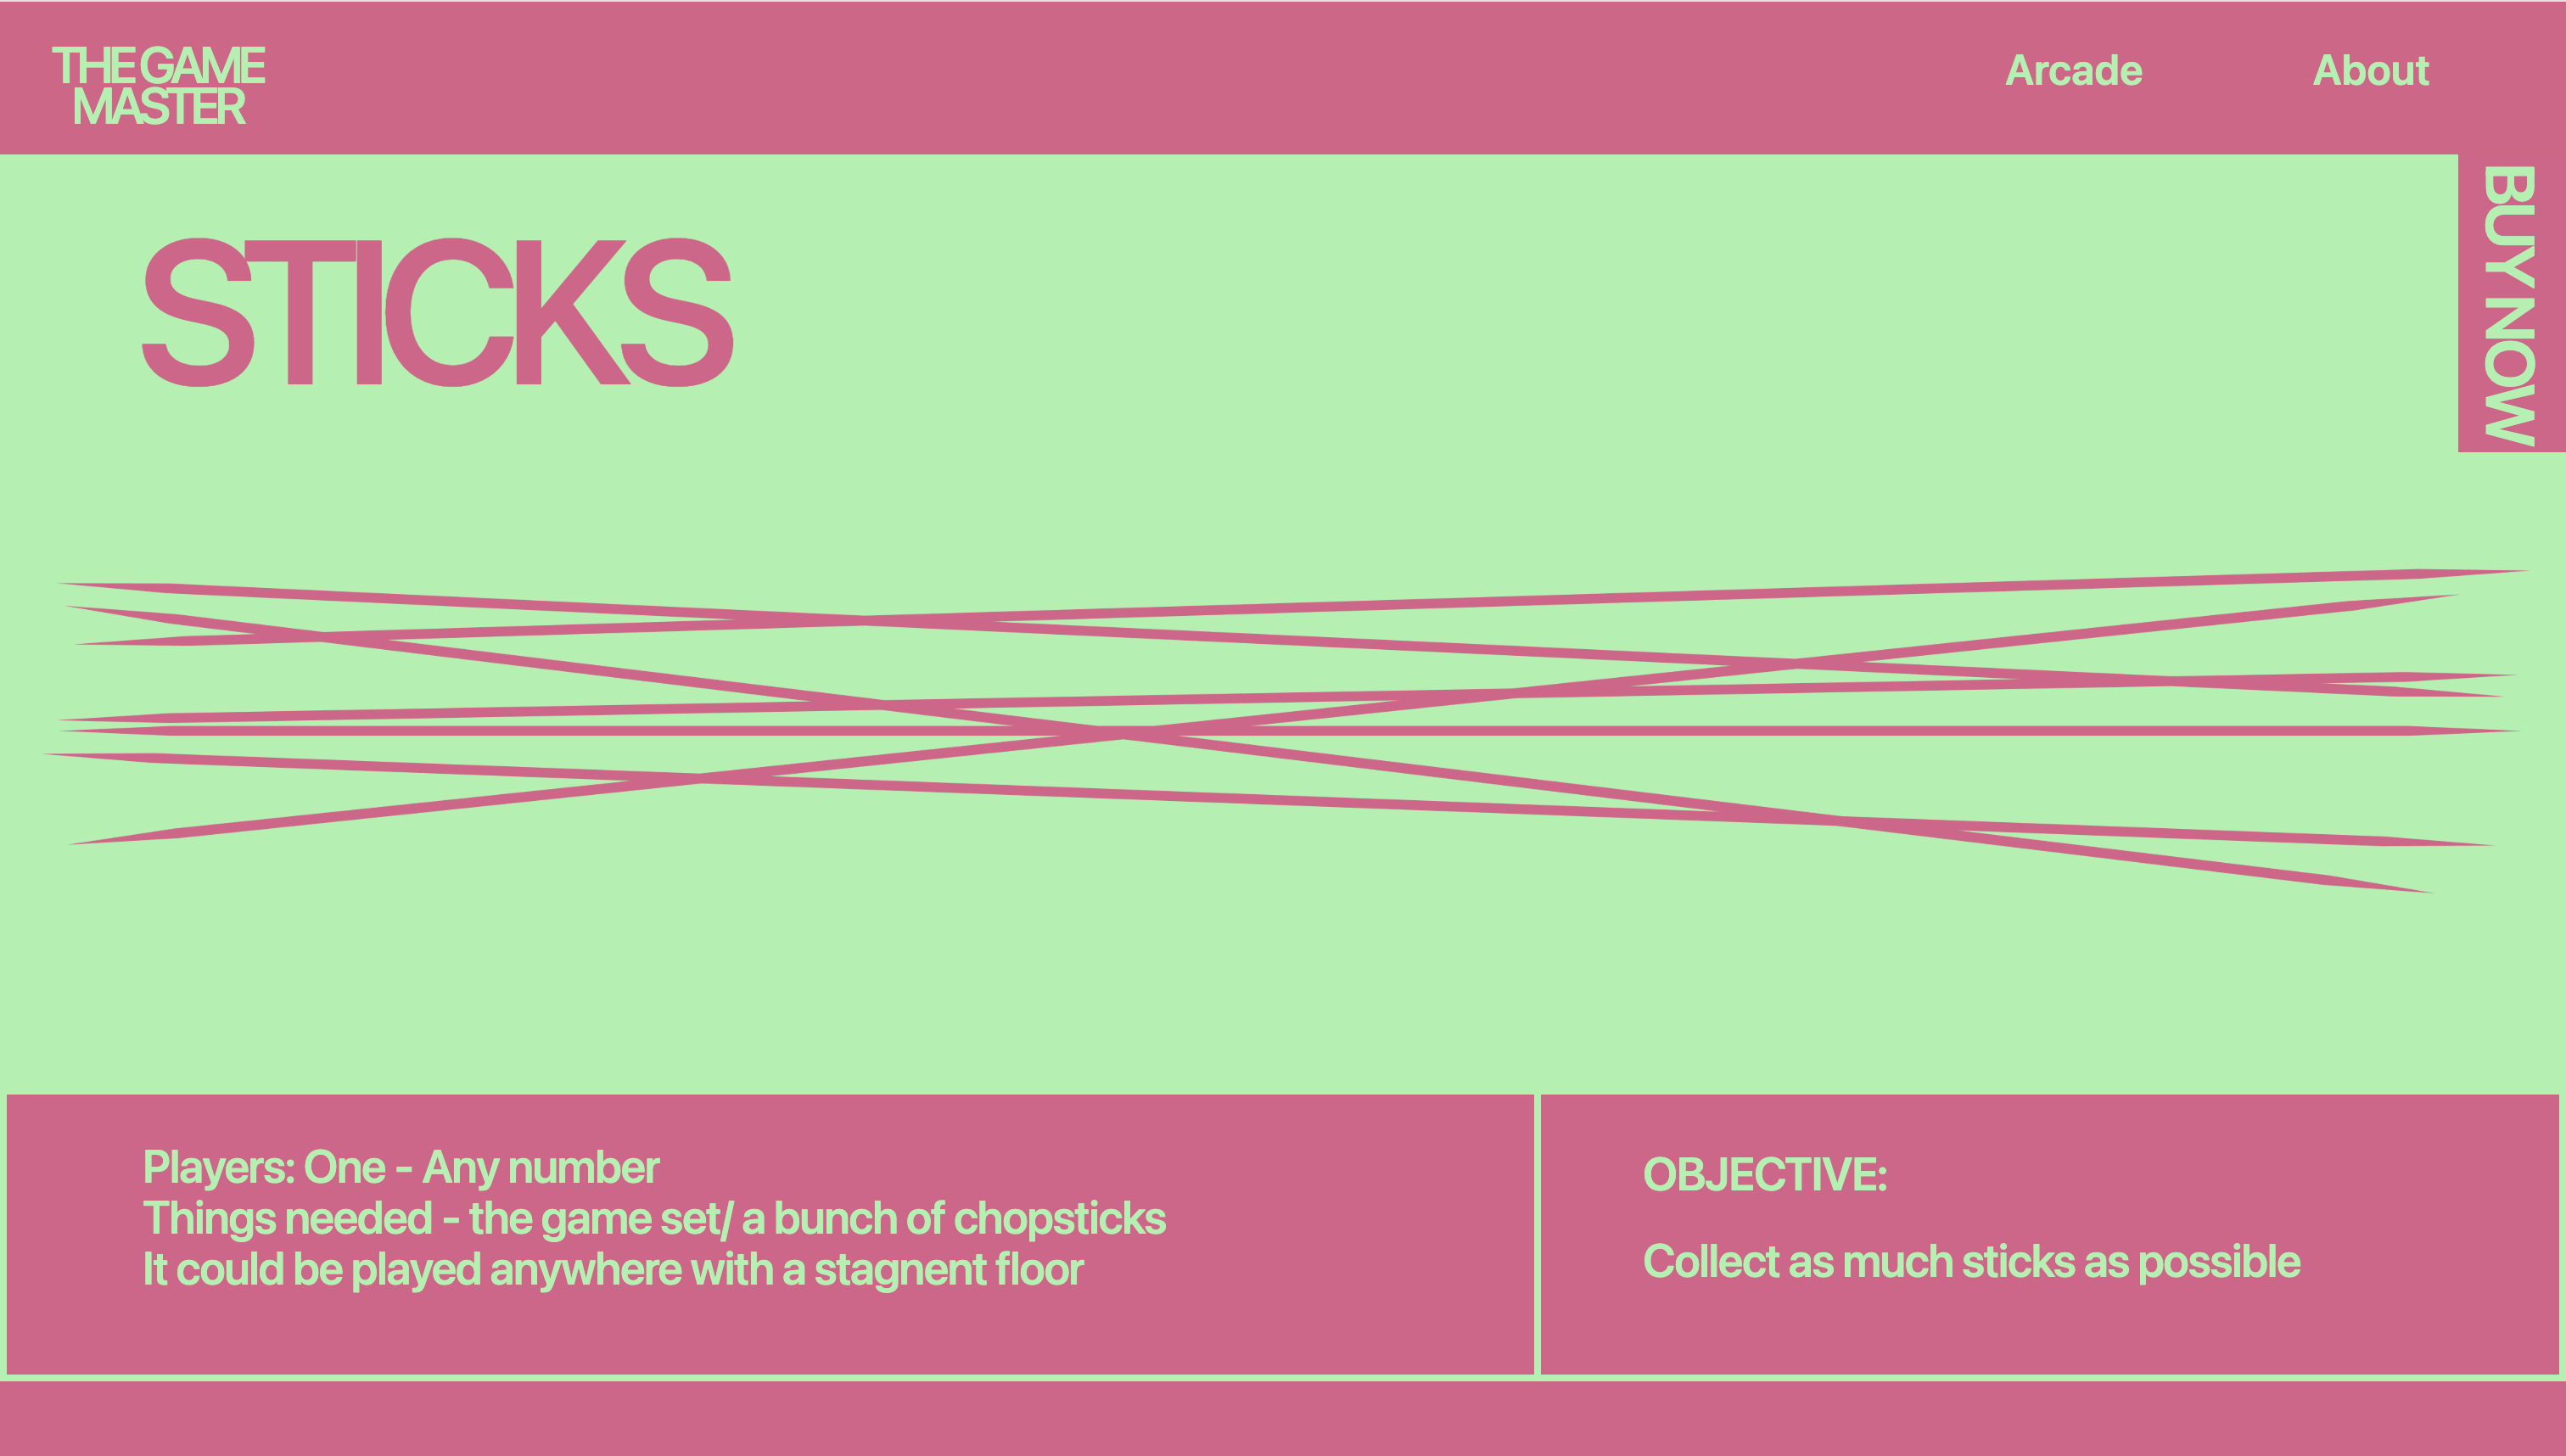 THE GAME
MASTER
Arcade
About
BUY NOW
STICKS
Players: One - Any number
Things needed - the game set/ a bunch of chopsticks
It could be played anywhere with a stagnent floor
OBJECTIVE:
Collect as much sticks as possible